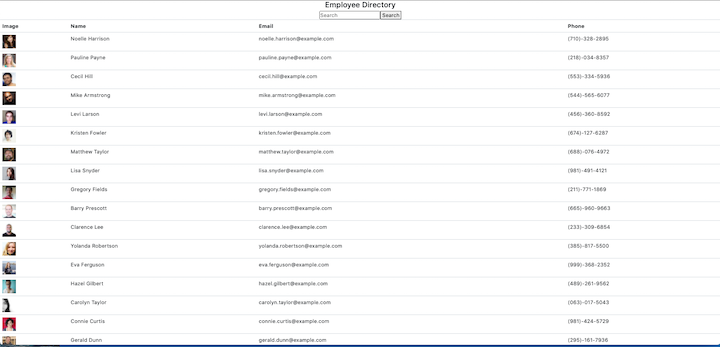 Employee Directory
Search Search
Image Name Email Phone
Noelle Harrison noelle.harrison@example.com (710)-328-2895
Pauline Payne pauline.payne@example.com (218)-034-8357
Cecil Hill cecil.hill@example.com (553)-334-5936
Mike Armstrong mike.armstrong@example.com (544)-565-6077
Levi Larson levi.larson@example.com (456)-360-8592
Kristen Fowler kristen.fowler@example.com (674)-127-6287
Matthew Taylor matthew.taylor@example.com (688)-076-4972
Lisa Snyder lisa.snyder@example.com (981)-491-4121
Gregory Fields gregory.fields@example.com (211)-771-1869
Barry Prescott barry.prescott@example.com (665)-960-9663
Clarence Lee clarence.lee@example.com (233)-309-6854
Yolanda Robertson yolanda.robertson@example.com (385)-817-5500
Eva Ferguson eva.ferguson@example.com (999)-368-2352
Hazel Gilbert hazel.gilbert@example.com (489)-261-9562
Carolyn Taylor carolyn.taylor@example.com (063)-017-5043
Connie Curtis connie.curtis@example.com (981)-424-5729
Gerald Dunn gerald.dunn@example.com (295)-161-7936